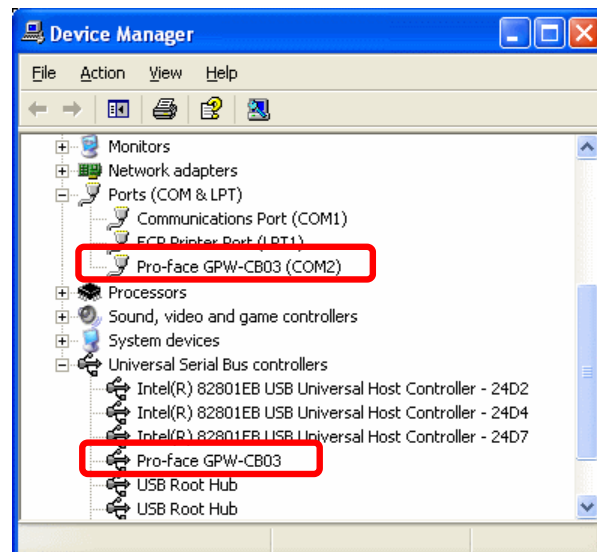 Device Manager
File Action View Help
Monitors
Network adapters
Ports (COM & LPT)
Communications Port (COM1)
ECP Printer Port (LPT1)
Pro-face GPW-CB03 (COM2)
Processors
Sound, video and game controllers
System devices
Universal Serial Bus controllers
Intel(R) 82801EB USB Universal Host Controller - 24D2
Intel(R) 82801EB USB Universal Host Controller - 24D4
Intel(R) 82801EB USB Universal Host Controller - 24D7
Pro-face GPW-CB03
USB Root Hub
USB Root Hub